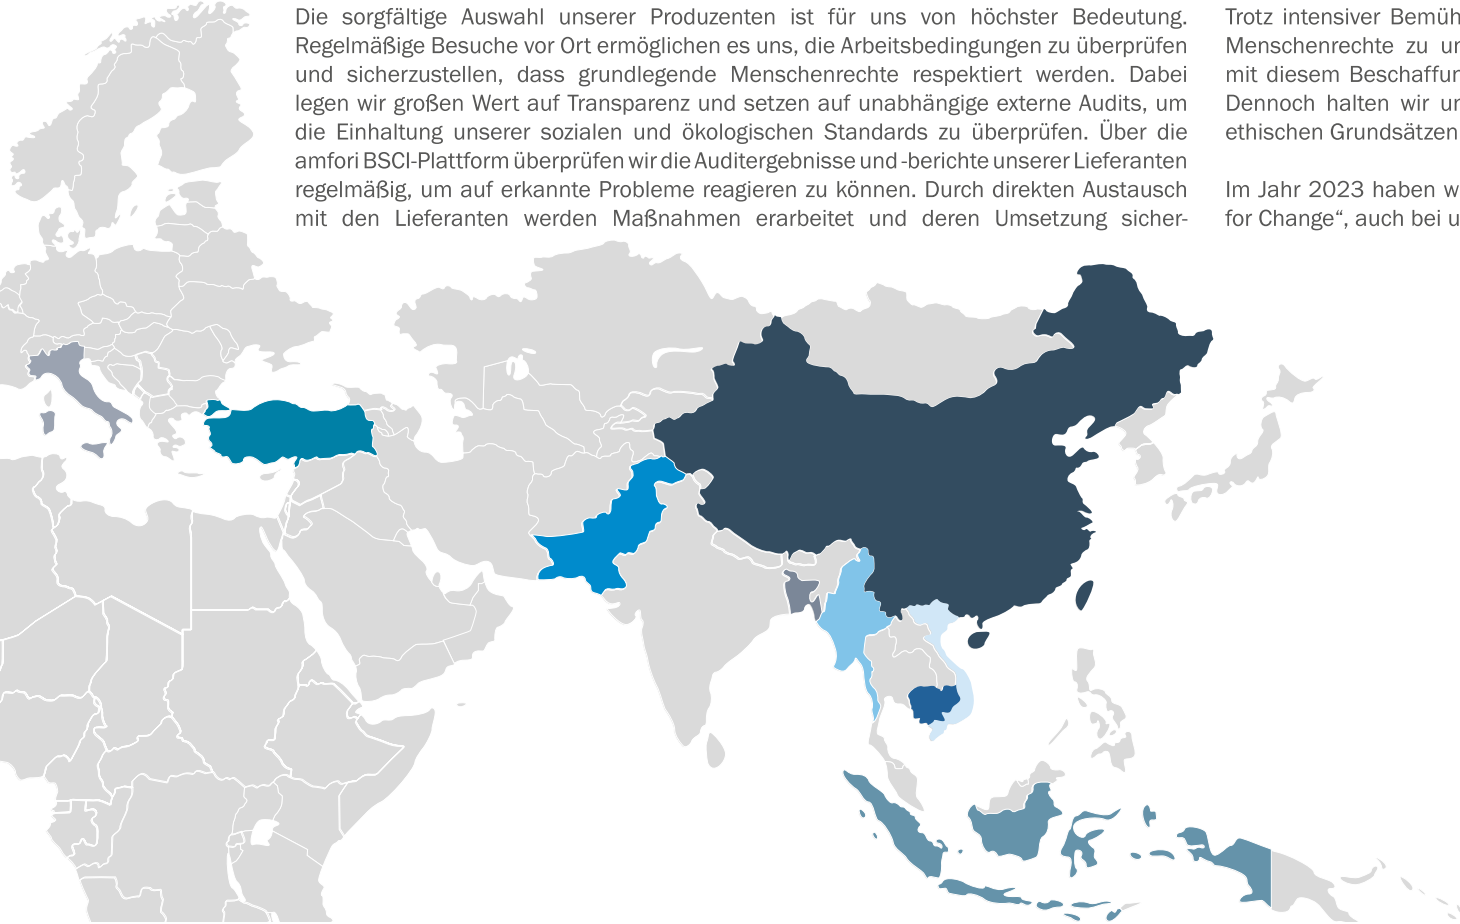 Die sorgfältige Auswahl unserer Produzenten ist für uns von höchster Bedeutung.
Regelmäßige Besuche vor Ort ermöglichen es uns, die Arbeitsbedingungen zu überprüfen
und sicherzustellen, dass grundlegende Menschenrechte respektiert werden. Dabei
legen wir großen Wert auf Transparenz und setzen auf unabhängige externe Audits, um
die Einhaltung unserer sozialen und ökologischen Standards zu überprüfen. Über die
amfori BSCI-Plattform überprüfen wir die Auditergebnisse und -berichte unserer Lieferanten
regelmäßig, um auf erkannte Probleme reagieren zu können. Durch direkten Austausch
mit den Lieferanten werden Maßnahmen erarbeitet und deren Umsetzung sicher-
Trotz intensiver Bemüh
Menschenrechte zu ur
mit diesem Beschaffur
Dennoch halten wir ur
ethischen Grundsätzen
Im Jahr 2023 haben w
for Change“, auch bei u